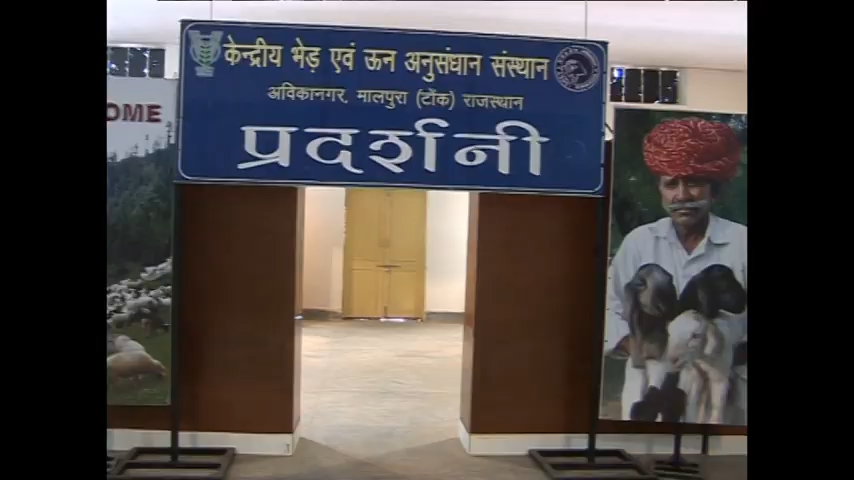 केन्द्रीय भेड़ एवं ऊन अनुसंधान संस्थान
अविकानगर, मालपुरा (टोंक) राजस्थान
प्रदर्शनी
OME